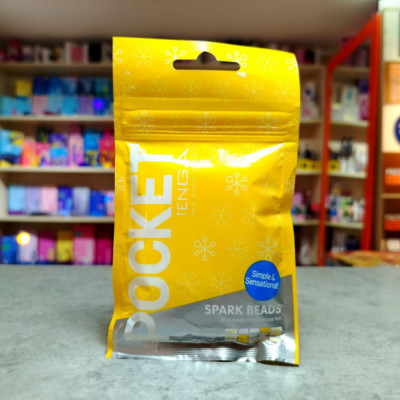 POCKET
TENGA
Simple &
Sensational!
SPARK BEADS